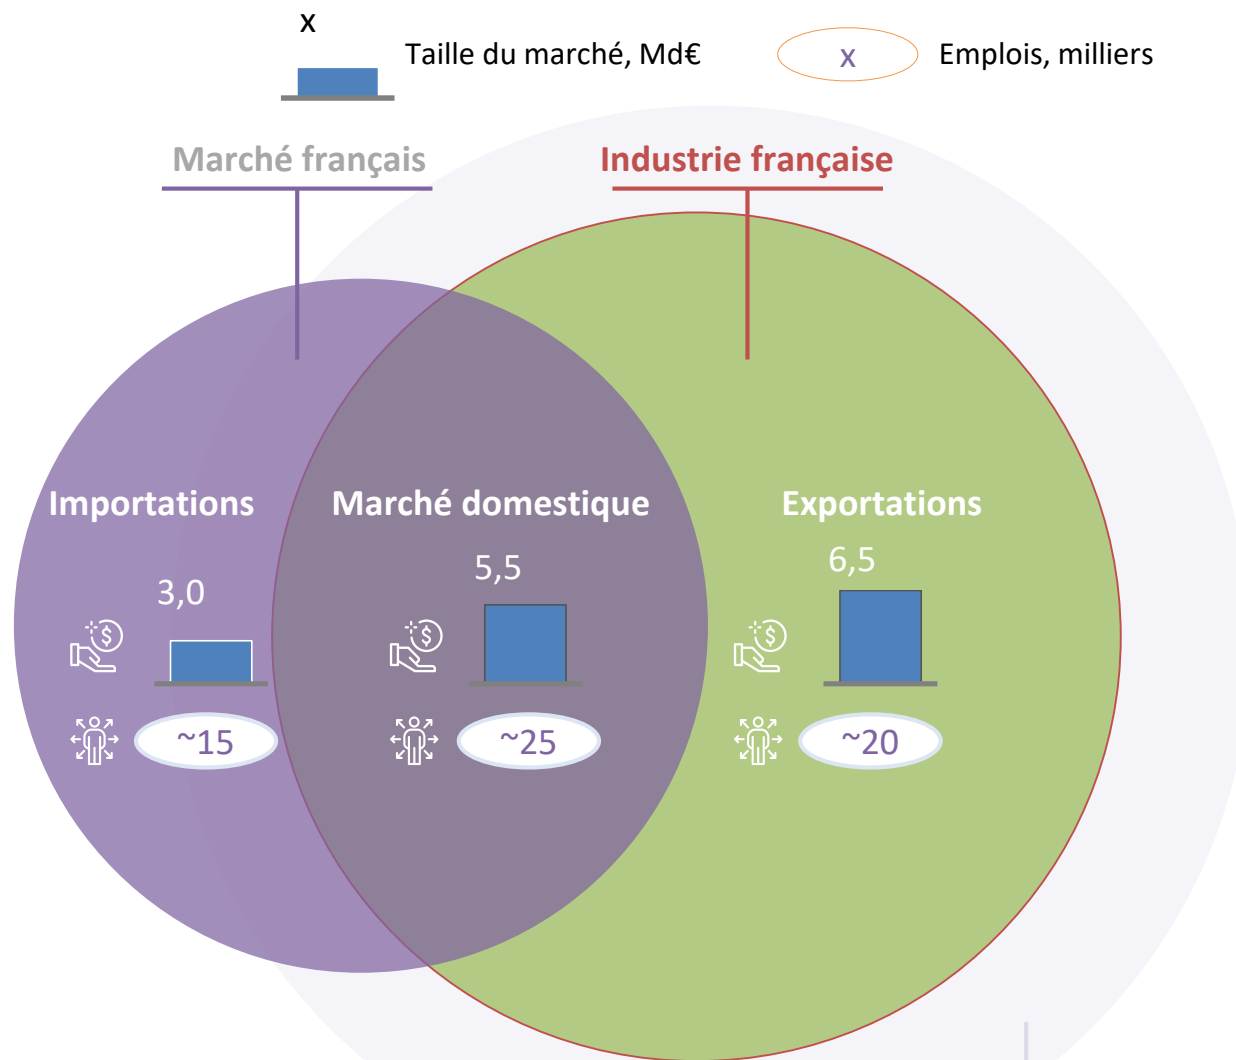 x
Taille du marché, Md€
x
Emplois, milliers
Marché français
Industrie française
Importations
Marché domestique
Exportations
3,0
5,5
6,5
$
$
$
~15
~25
~20